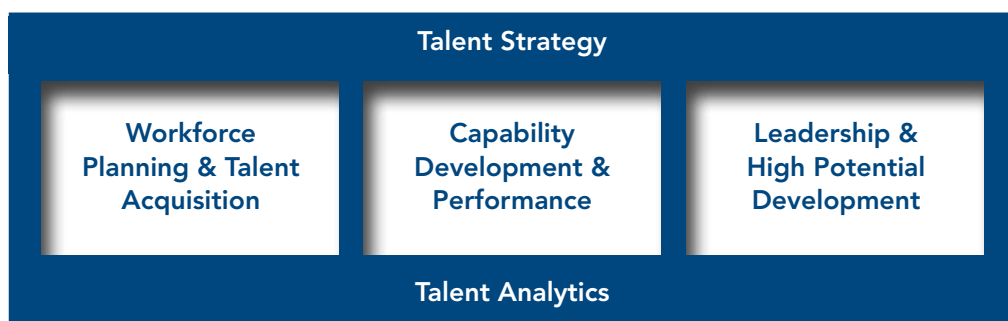 Talent Strategy
Workforce
Planning & Talent
Acquisition
Capability
Development &
Performance
Leadership &
High Potential
Development
Talent Analytics